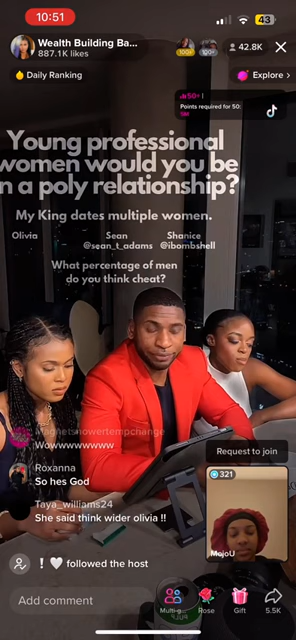 10:51
43
Wealth Building Ba...
887.1K likes
100+
42.8K
Daily Ranking
Explore >
50+
Points required for 50:
Young professional
women would you be
n a poly relationship?
My King dates multiple women.
Olivia Sean Shanice
@sean_t_adams @ibombshell
What percentage of men
do you think cheat?
Magnetsnowertempchange
Wowwwwwwwww
Roxanna
So hes God
Taya_williams24
She said think wider olivia !!
! 🤍 followed the host
Request to join
321
MojoU
Add comment
Multi-g...
Rose
Gift
5.5K